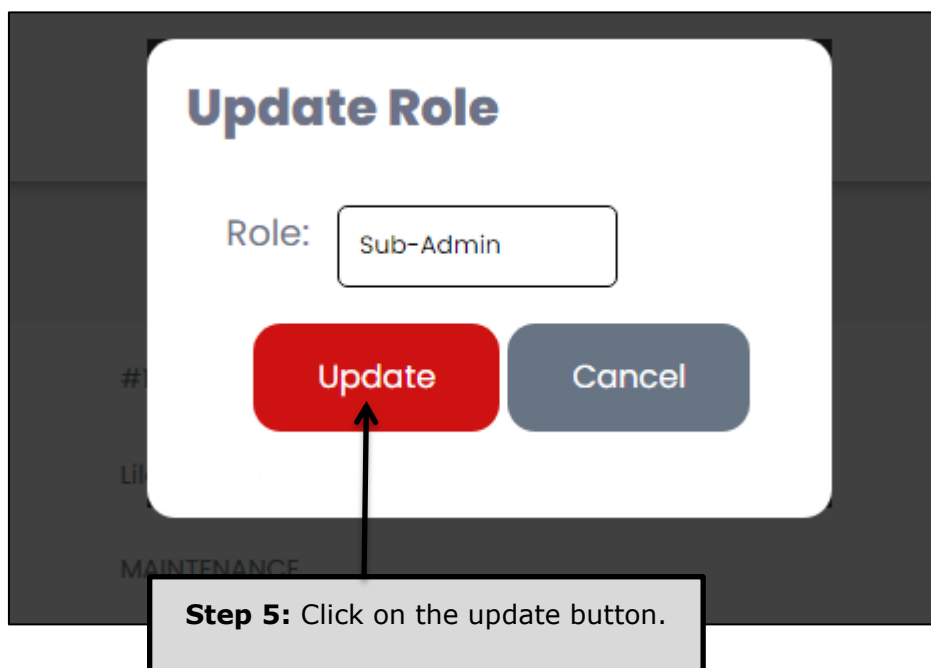 Update Role
Role: Sub-Admin
Update Cancel
MAINTENANCE
Step 5: Click on the update button.